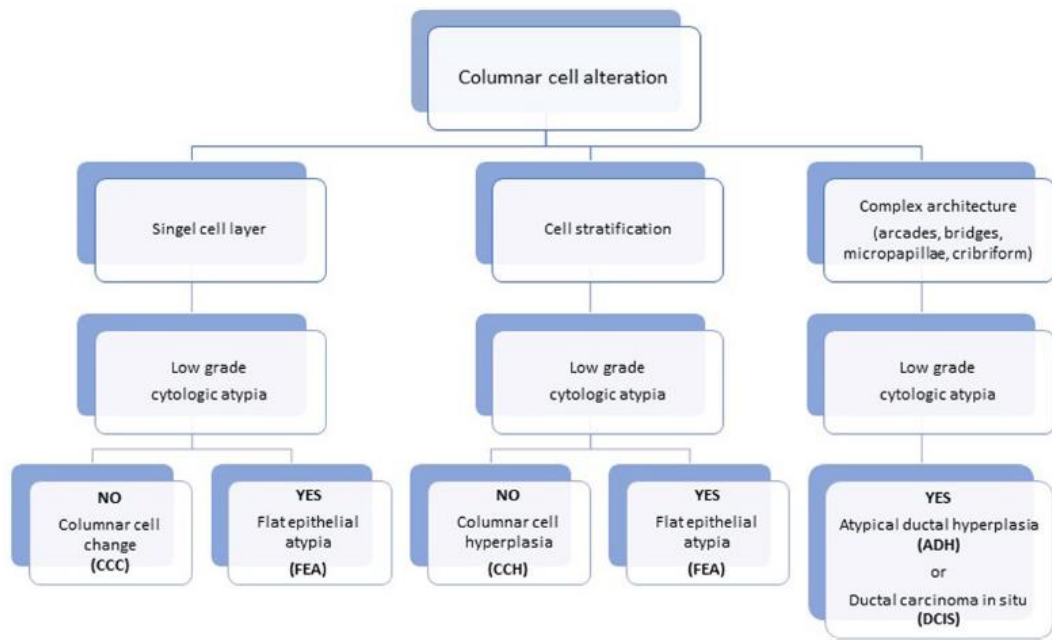 Columnar cell alteration
Singel cell layer
Cell stratification
Complex architecture
(arcades, bridges,
micropapillae, cribriform)
Low grade
cytologic atypia
Low grade
cytologic atypia
Low grade
cytologic atypia
NO
Columnar cell
change
(CCC)
YES
Flat epithelial
atypia
(FEA)
NO
Columnar cell
hyperplasia
(CCH)
YES
Flat epithelial
atypia
(FEA)
YES
Atypical ductal hyperplasia
(ADH)
or
Ductal carcinoma in situ
(DCIS)